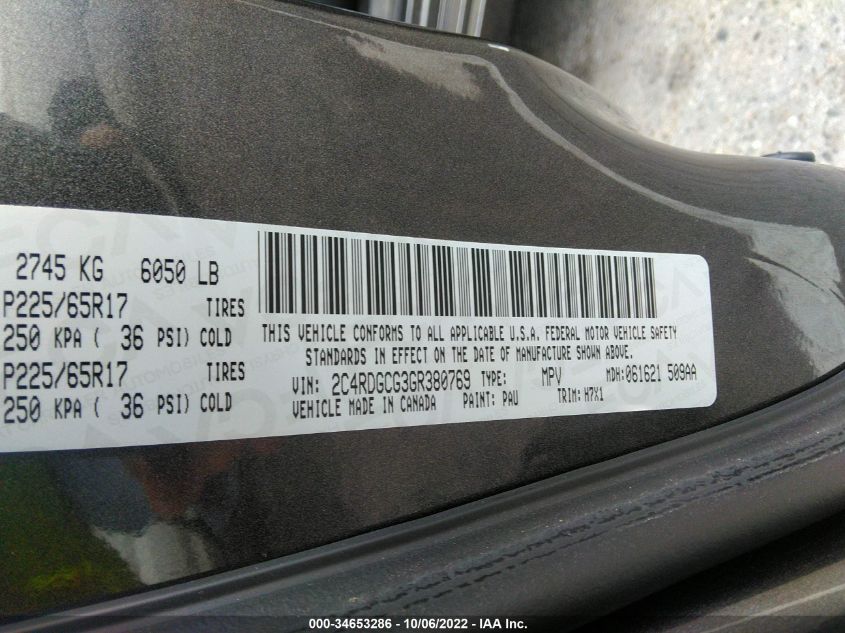 2745 KG 6050 LB
P225/65R17 TIRES
250 KPA ( 36 PSI) COLD
P225/65R17 TIRES
250 KPA ( 36 PSI) COLD
THIS VEHICLE CONFORMS TO ALL APPLICABLE U.S.A. FEDERAL MOTOR VEHICLE SAFETY
STANDARDS IN EFFECT ON THE DATE OF MANUFACTURE SHOWN ABOVE.
VIN: 2C4RDGCG3GR380769 TYPE: MPV MDH:061621 509AA
VEHICLE MADE IN CANADA PAINT: PAU TRIM: H7X1
000-34653286 - 10/06/2022 - IAA Inc.